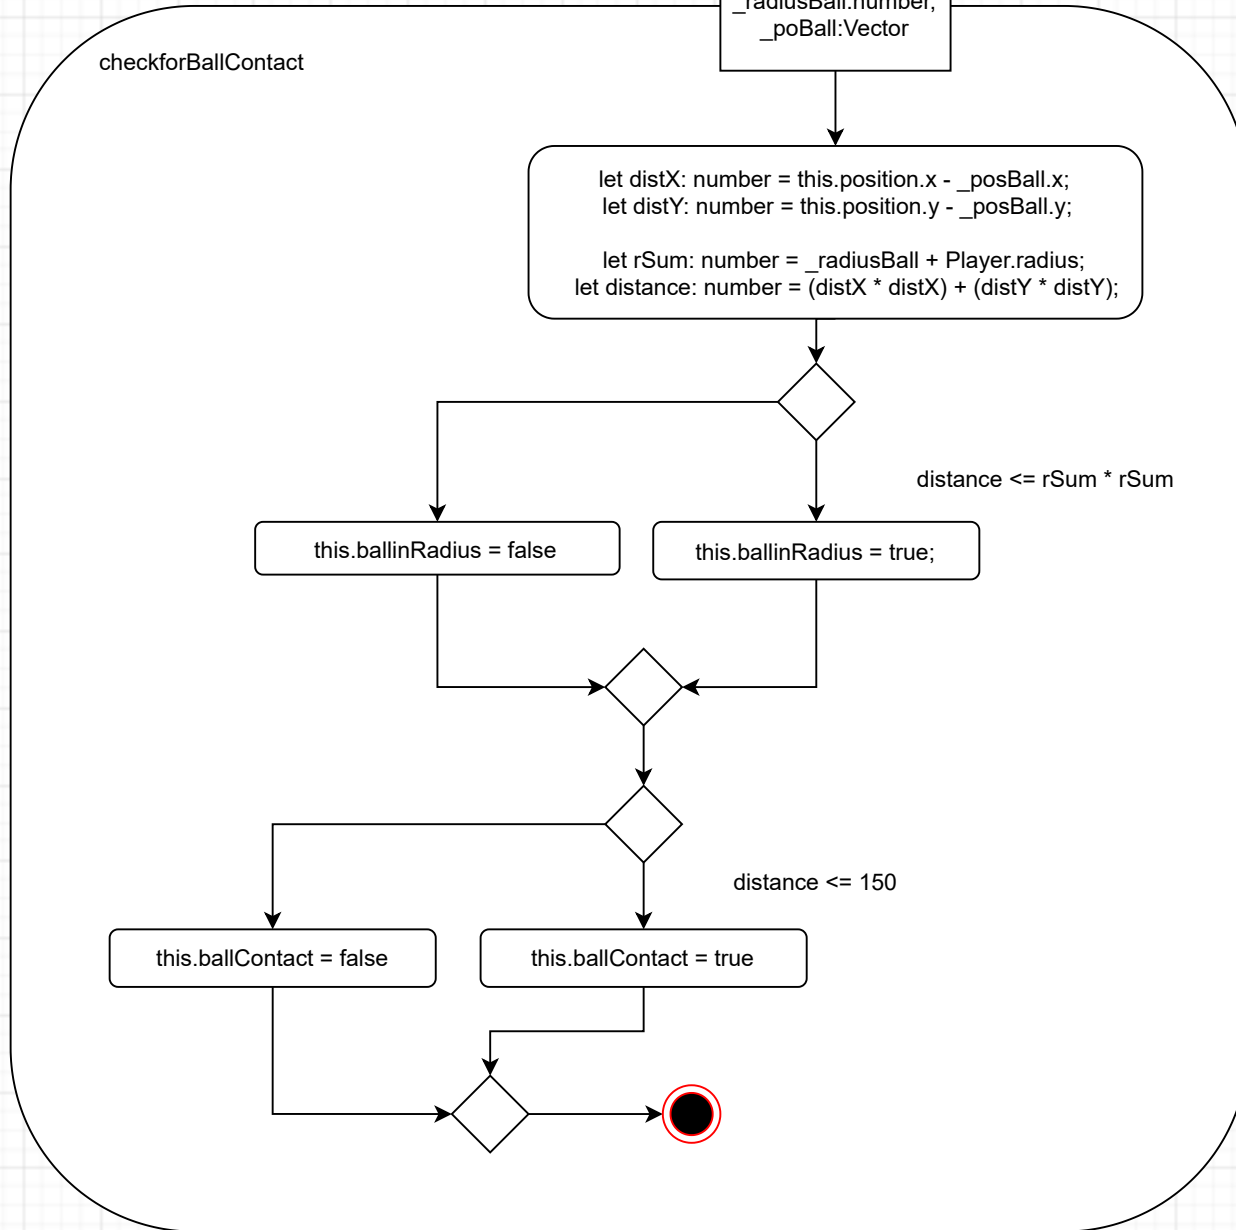 _radiusBall:number,
_poBall:Vector
checkforBallContact
let distX: number = this.position.x - _posBall.x;
let distY: number = this.position.y - _posBall.y;
let rSum: number = _radiusBall + Player.radius;
let distance: number = (distX * distX) + (distY * distY);
distance <= rSum * rSum
this.ballinRadius = false
this.ballinRadius = true;
distance <= 150
this.ballContact = false
this.ballContact = true